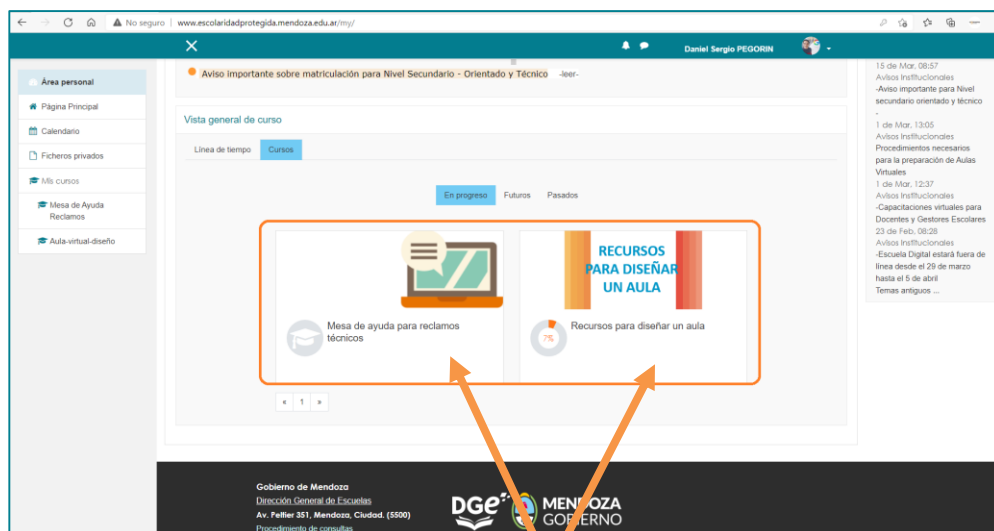 No seguro
www.escolaridadprotegida.mendoza.edu.ar/my/
Daniel Sergio PEGORIN
Área personal
Página Principal
Calendario
Ficheros privados
Mis cursos
Mesa de Ayuda
Reclamos
Aula-virtual-diseño
Aviso importante sobre matriculación para Nivel Secundario - Orientado y Técnico -leer-
Vista general de curso
Línea de tiempo
Cursos
En progreso
Futuros
Pasados
Mesa de ayuda para reclamos
técnicos
RECURSOS
PARA DISEÑAR
UN AULA
7%
Recursos para diseñar un aula
« 1 »
15 de Mar, 08:57
Avisos Institucionales
-Aviso importante para Nivel
secundario orientado y técnico
-
1 de Mar, 13:05
Avisos Institucionales
Procedimientos necesarios
para la preparación de Aulas
Virtuales
1 de Mar, 12:37
Avisos Institucionales
-Capacitaciones virtuales para
Docentes y Gestores Escolares
23 de Feb, 08:28
Avisos Institucionales
-Escuela Digital estará fuera de
línea desde el 29 de marzo
hasta el 5 de abril
Temas antiguos ...
Gobierno de Mendoza
Dirección General de Escuelas
Av. Peltier 351, Mendoza, Ciudad. (5500)
Procedimiento de consultas
DGe
MENDOZA
GOBIERNO